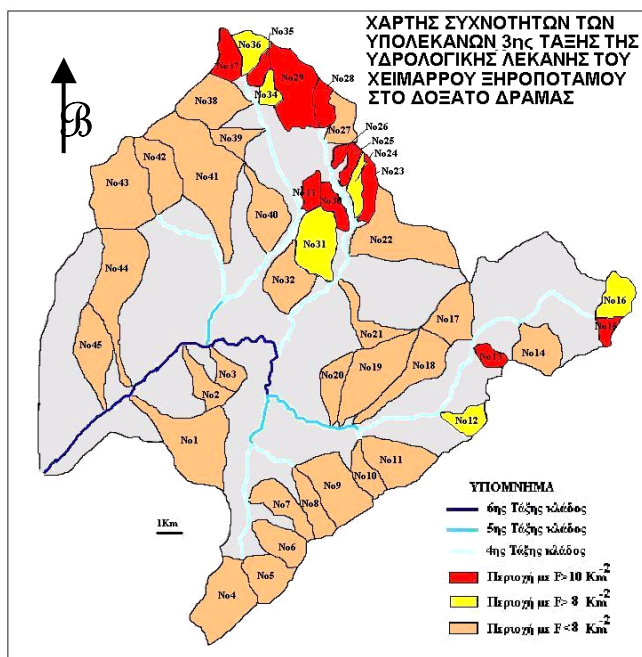 ΧΑΡΤΗΣ ΣΥΧΝΟΤΗΤΩΝ ΤΩΝ
ΥΠΟΛΕΚΑΝΩΝ 3ης ΤΑΞΗΣ ΤΗΣ
ΥΔΡΟΛΟΓΙΚΗΣ ΛΕΚΑΝΗΣ ΤΟΥ
ΧΕΙΜΑΡΡΟΥ ΞΗΡΟΠΟΤΑΜΟΥ
ΣΤΟ ΔΟΞΑΤΟ ΔΡΑΜΑΣ
Β
No35
No36
No37
No29
No28
No34
No38
No27
No26
No25
No24
No23
No39
No42
No41
No43
No33
No30
No40
No31
No22
No44
No32
No16
No17
No15
No45
No21
No13
No14
No3
No20
No19
No18
No2
No12
No1
No11
No10
No9
No8
No7
No6
No5
No4
1Km
ΥΠΟΜΝΗΜΑ
6ης Τάξης κλάδος
5ης Τάξης κλάδος
4ης Τάξης κλάδος
Περιοχή με F>10 Km-2
Περιοχή με F> 8 Km-2
Περιοχή με F<8 Km-2